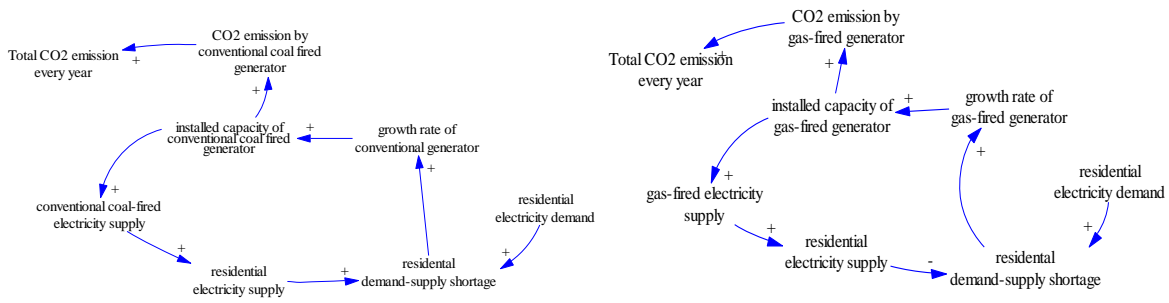 CO2 emission by
conventional coal fired
generator
Total CO2 emission
every year
+
+
installed capacity of
conventional coal fired
generator
+
growth rate of
conventional generator
+
+
conventional coal-fired
electricity supply
residential
electricity demand
+
+
residential
electricity supply
+
residental
demand-supply shortage
CO2 emission by
gas-fired generator
Total CO2 emission
every year
+
+
installed capacity of
gas-fired generator
+
growth rate of
gas-fired generator
+
+
gas-fired electricity
supply
residential
electricity demand
+
+
residential
electricity supply
-
residental
demand-supply shortage